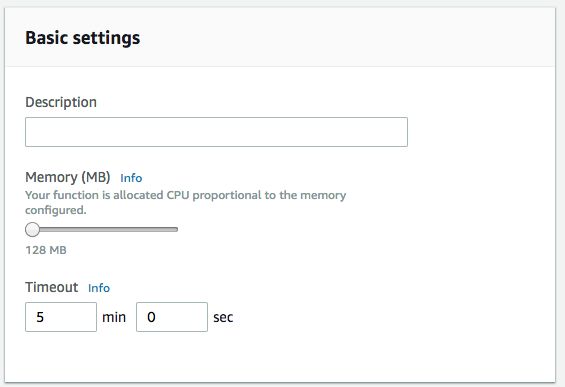 Basic settings
Description
Memory (MB) Info
Your function is allocated CPU proportional to the memory
configured.
128 MB
Timeout Info
5 min 0 sec